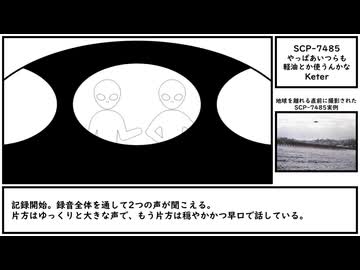 SCP-7485
やっぱあいつらも
軽油とか使うんかな
Keter
地球を離れる直前に撮影された
SCP-7485実例
記録開始。録音全体を通して2つの声が聞こえる。
片方はゆっくりと大きな声で、もう片方は穏やかかつ早口で話している。